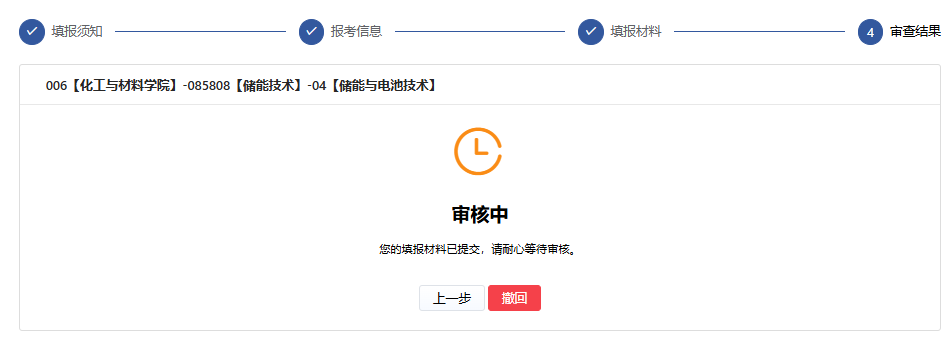 填报须知 报考信息 填报材料 4 审查结果
006【化工与材料学院】-085808【储能技术】-04【储能与电池技术】
审核中
您的填报材料已提交，请耐心等待审核。
上一步 撤回